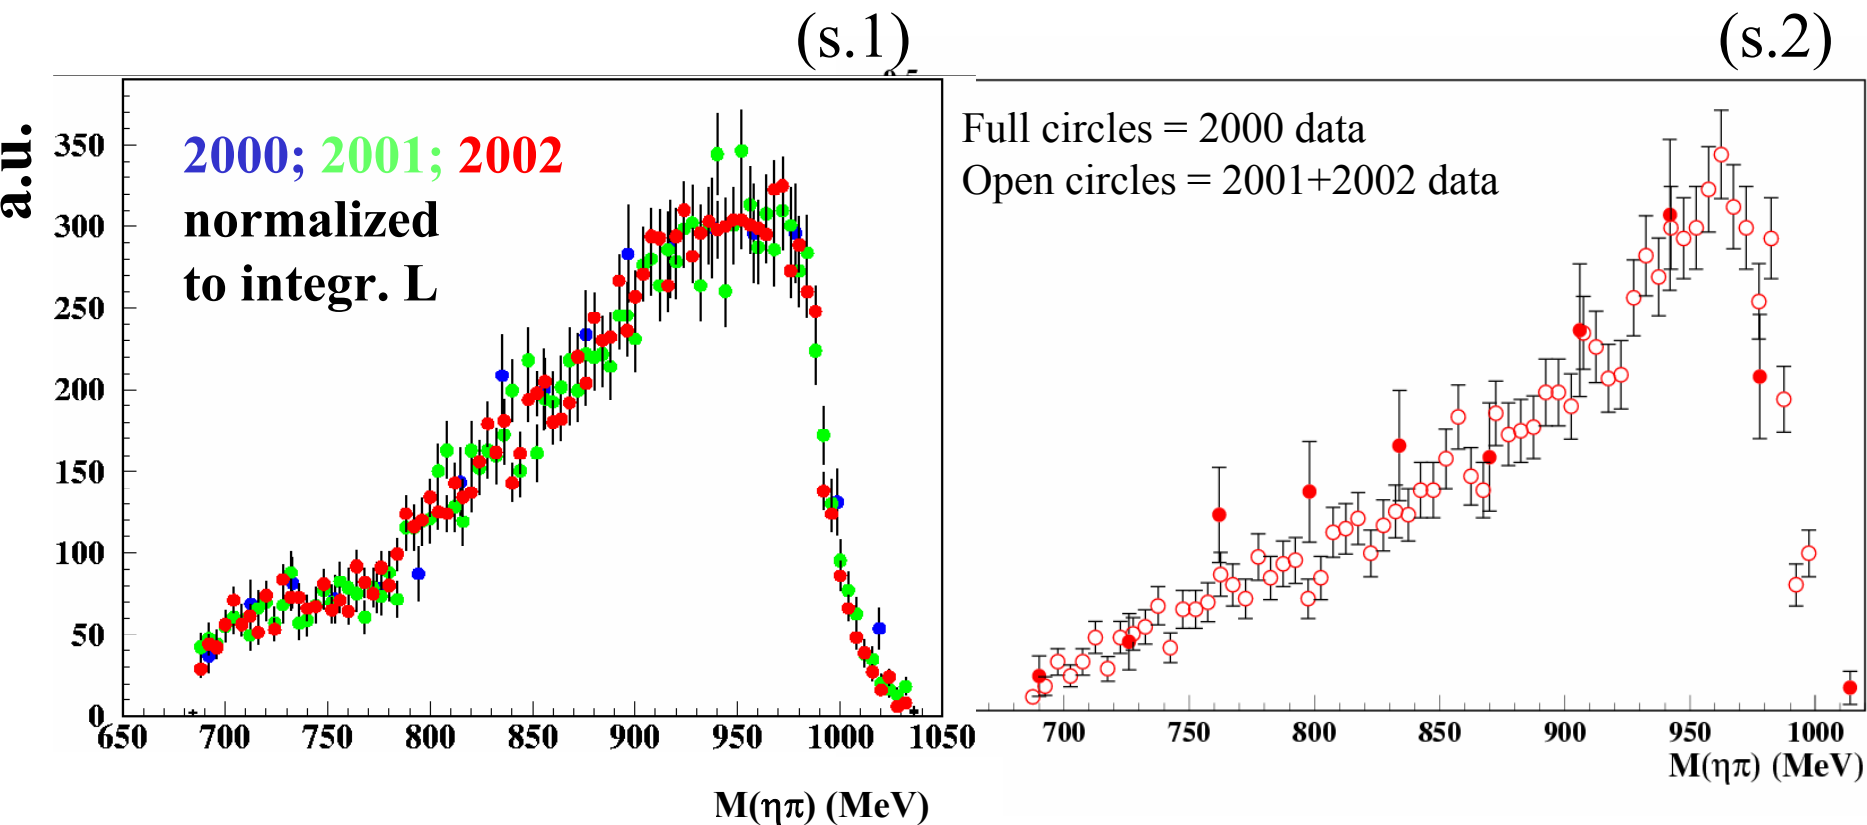 (s.1)
a.u.
350
300
250
200
150
100
50
0
2000; 2001; 2002
normalized
to integr. L
650 700 750 800 850 900 950 1000 1050
M(ηπ) (MeV)
(s.2)
Full circles = 2000 data
Open circles = 2001+2002 data
700 750 800 850 900 950 1000
M(ηπ) (MeV)